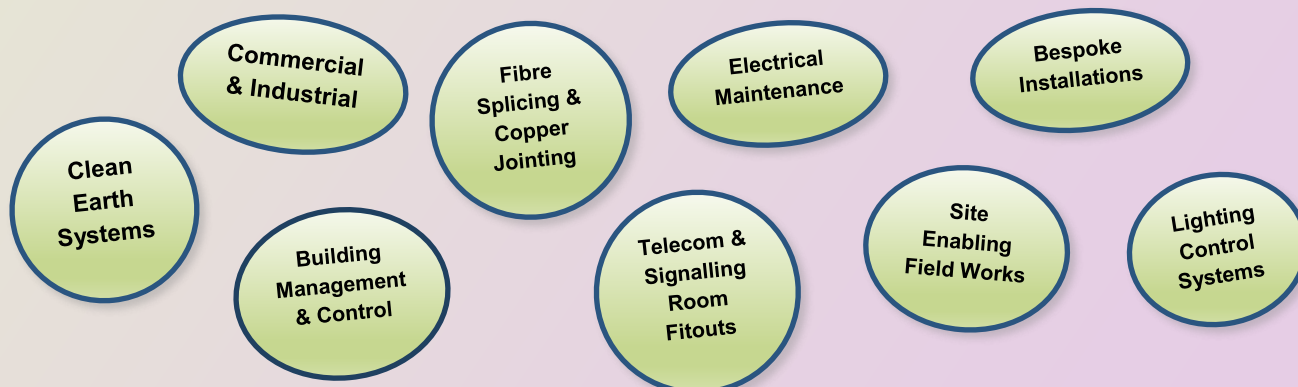 Commercial
& Industrial
Fibre
Splicing &
Copper
Jointing
Electrical
Maintenance
Bespoke
Installations
Clean
Earth
Systems
Building
Management
& Control
Telecom &
Signalling
Room
Fitouts
Site
Enabling
Field Works
Lighting
Control
Systems